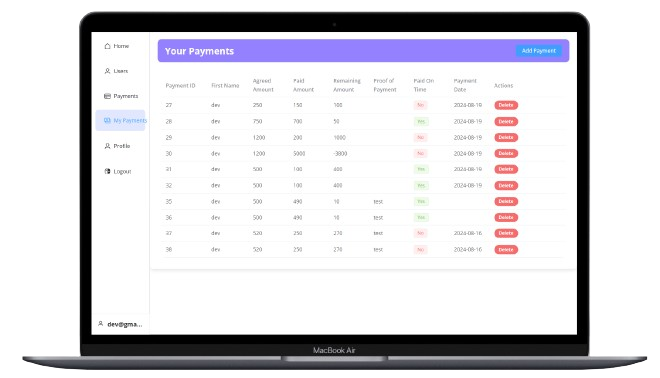 Home
Your Payments
Add Payment
Users
Payment ID First Name Agreed Amount Paid Amount Remaining Amount Proof of Payment Paid On Time Payment Date Actions
Payments
27 dev 250 150 100 No 2024-08-19 Delete
My Payments
28 dev 750 700 50 Yes 2024-08-19 Delete
29 dev 1200 200 1000 No 2024-08-19 Delete
Profile
30 dev 1200 5000 -3800 No 2024-08-19 Delete
Logout
31 dev 500 100 400 Yes 2024-08-19 Delete
32 dev 500 100 400 Yes 2024-08-19 Delete
35 dev 500 490 10 test Yes Delete
36 dev 500 490 10 test Yes Delete
37 dev 520 250 270 test No 2024-08-16 Delete
38 dev 520 250 270 test No 2024-08-16 Delete
dev@gma...
MacBook Air